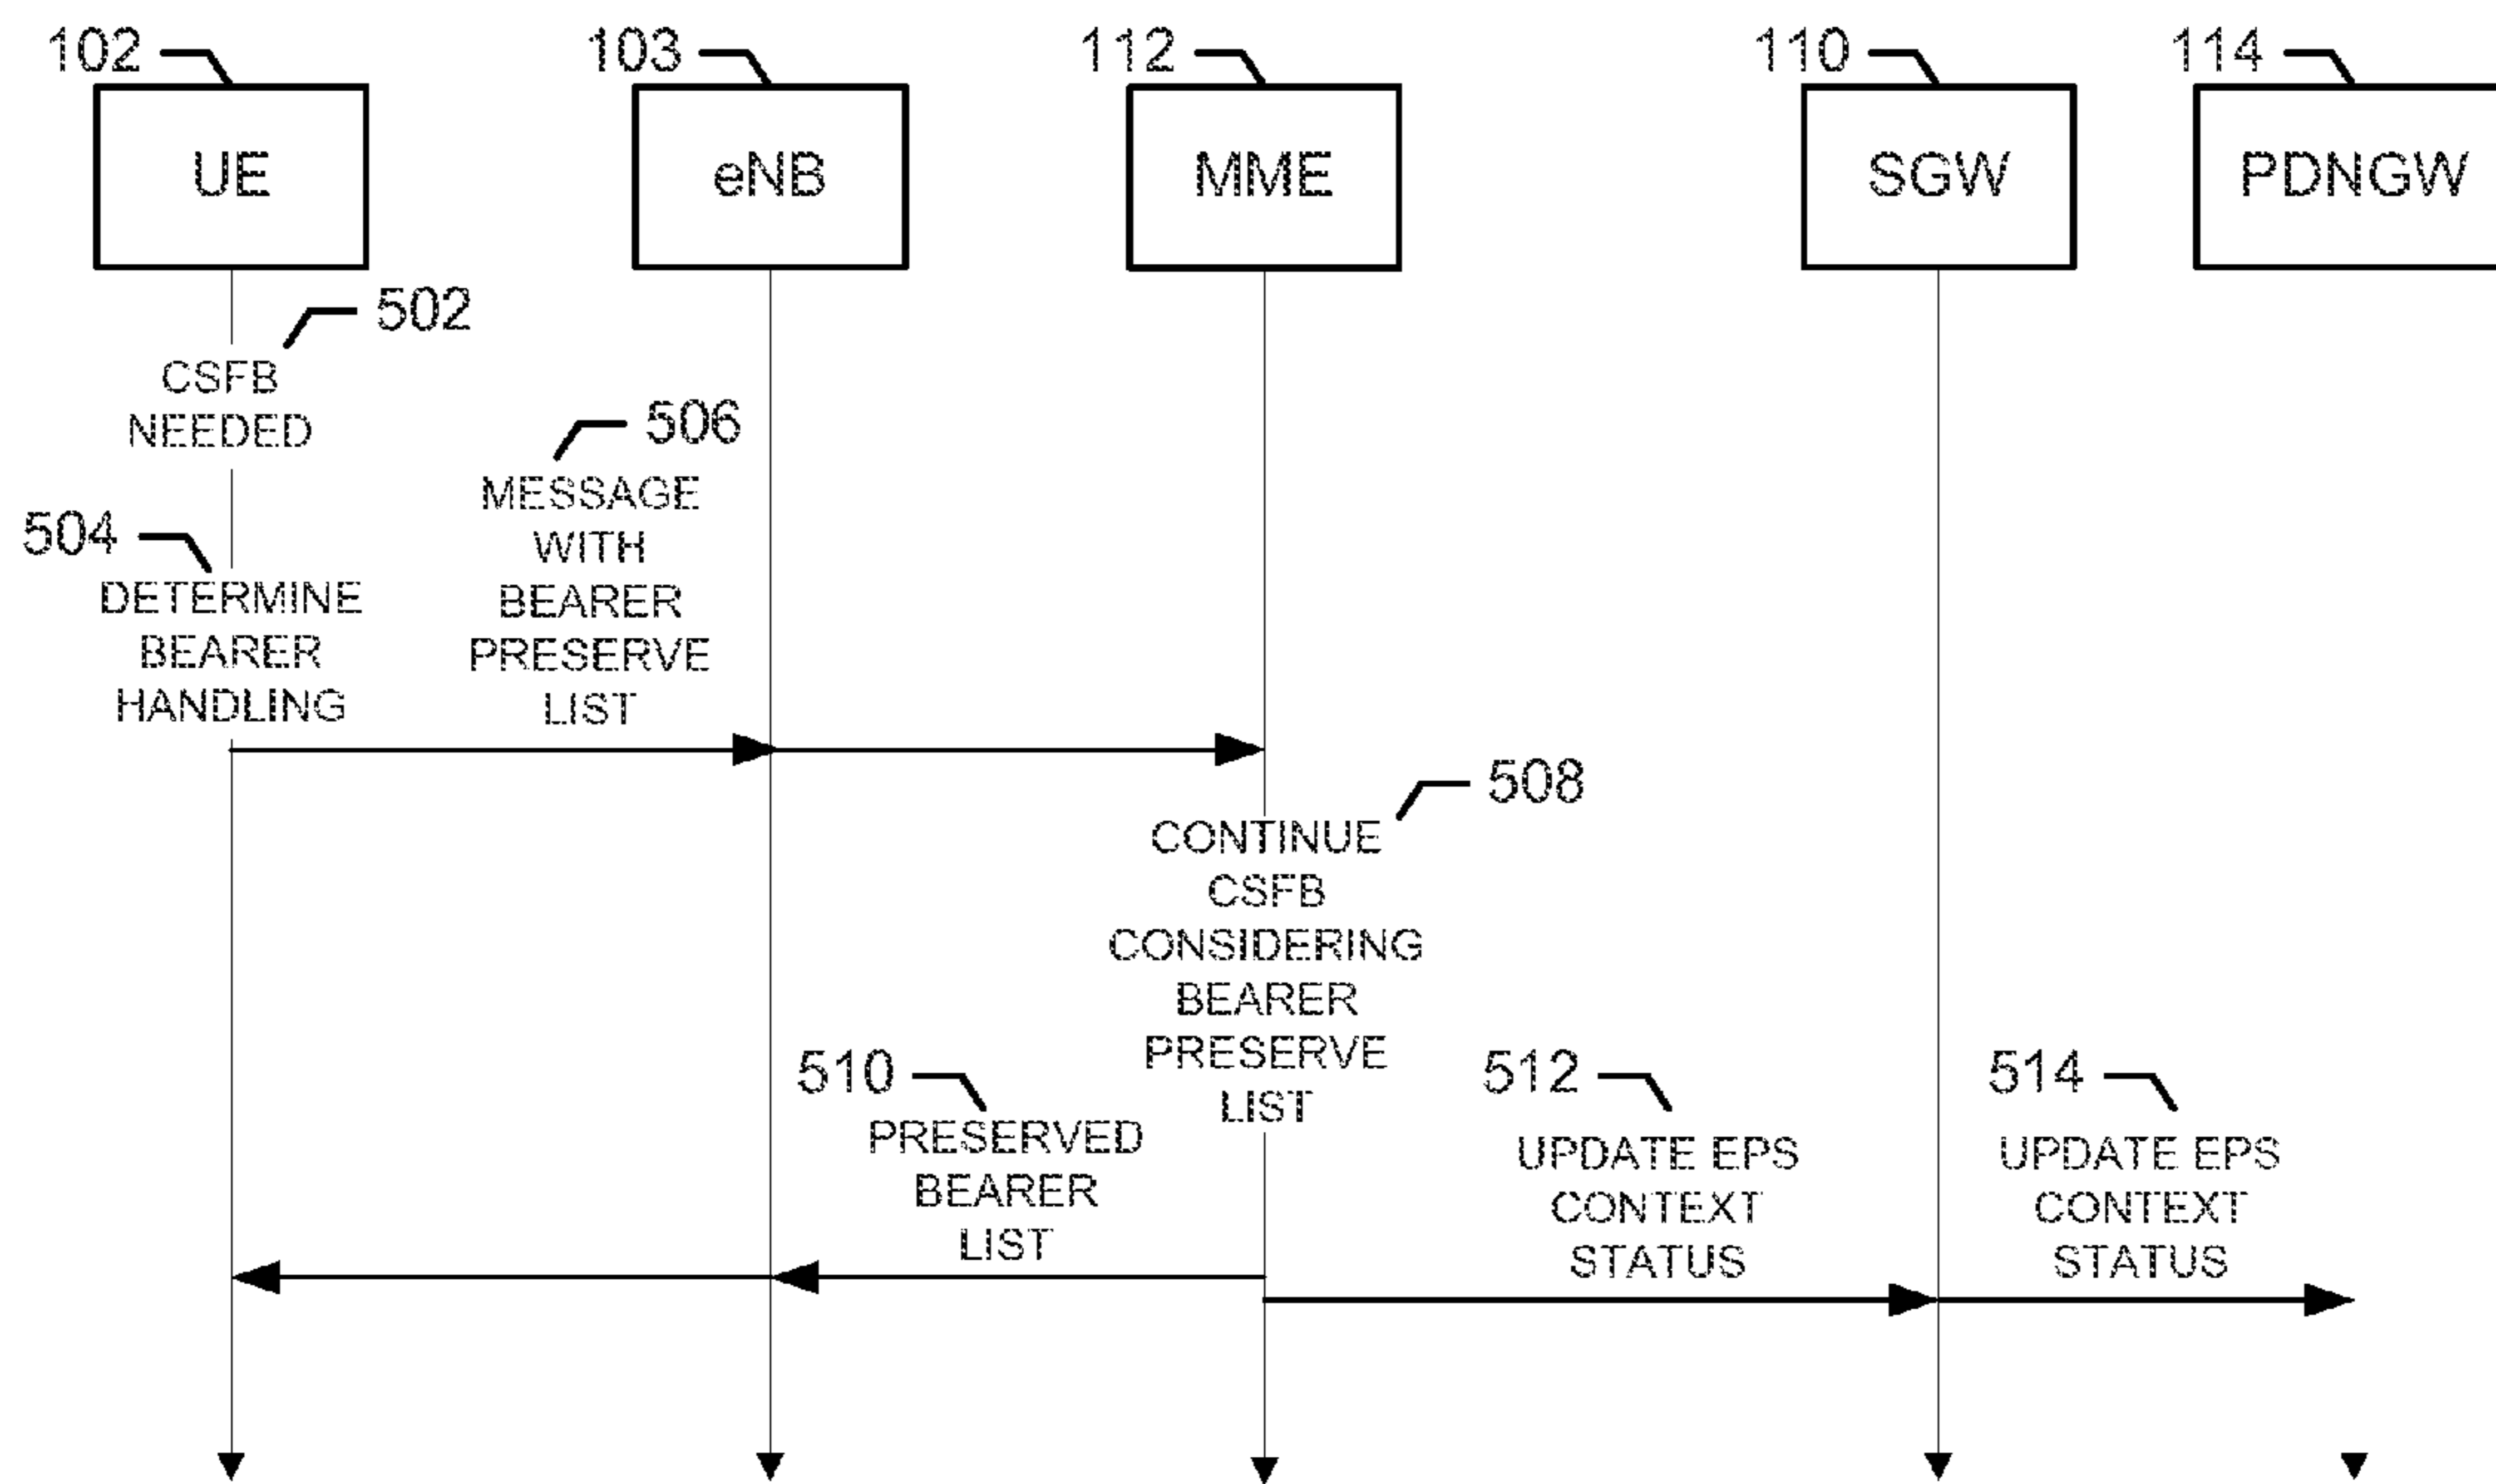 102
103
112
110
114
UE
eNB
MME
SGW
PDNGW
502
CSFB
NEEDED
506
MESSAGE
WITH
BEARER
PRESERVE
LIST
504
DETERMINE
BEARER
HANDLING
508
CONTINUE
CSFB
CONSIDERING
BEARER
PRESERVE
LIST
510
PRESERVED
BEARER
LIST
512
UPDATE EPS
CONTEXT
STATUS
514
UPDATE EPS
CONTEXT
STATUS